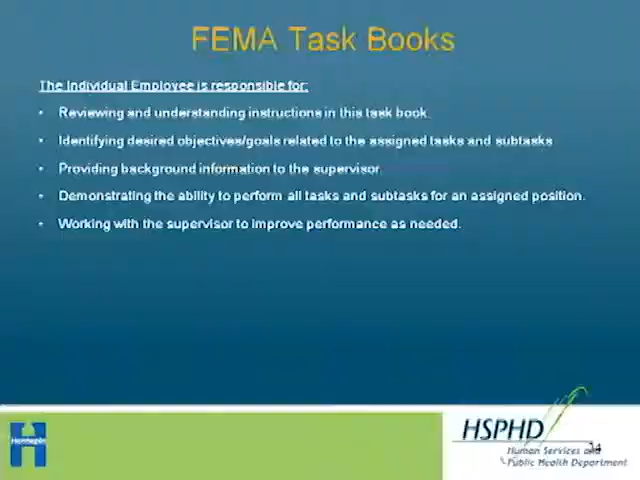 FEMA Task Books
The Individual Employee is responsible for:
• Reviewing and understanding instructions in this task book.
• Identifying desired objectives/goals related to the assigned tasks and subtasks
• Providing background information to the supervisor
• Demonstrating the ability to perform all tasks and subtasks for an assigned position.
• Working with the supervisor to improve performance as needed.
Hennepin
HSPHD
14
Human Services and
Public Health Department